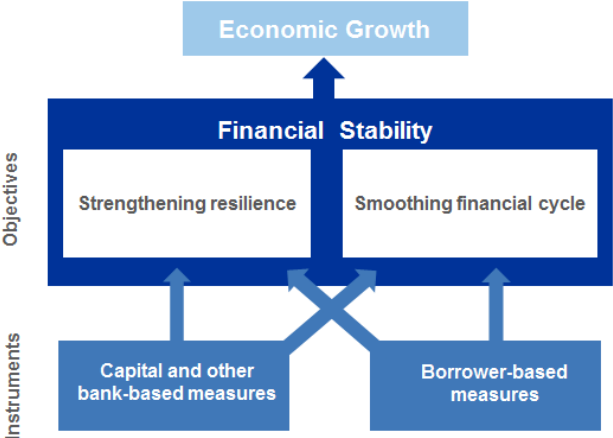 Economic Growth
Financial Stability
Objectives
Strengthening resilience
Smoothing financial cycle
Instruments
Capital and other
bank-based measures
Borrower-based
measures